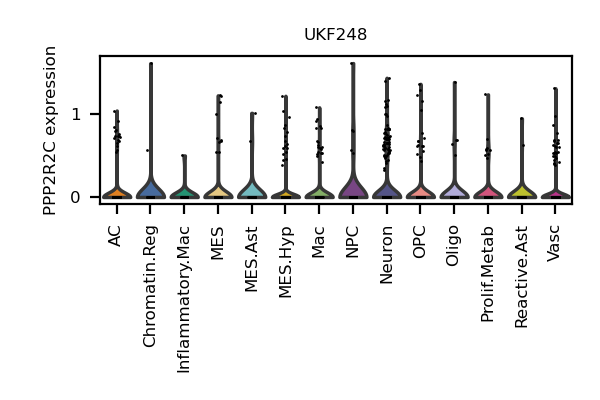 UKF248
PPP2R2C expression
1
0
AC
Chromatin.Reg
Inflammatory.Mac
MES
MES.Ast
MES.Hyp
Mac
NPC
Neuron
OPC
Oligo
Prolif.Metab
Reactive.Ast
Vasc